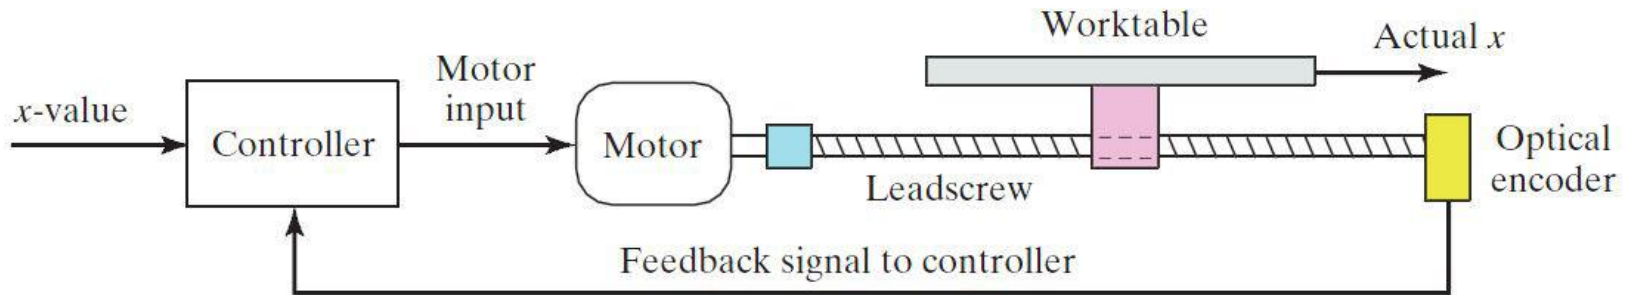 Worktable
Actual x
Motor
input
x-value
Controller
Motor
Optical
encoder
Leadscrew
Feedback signal to controller